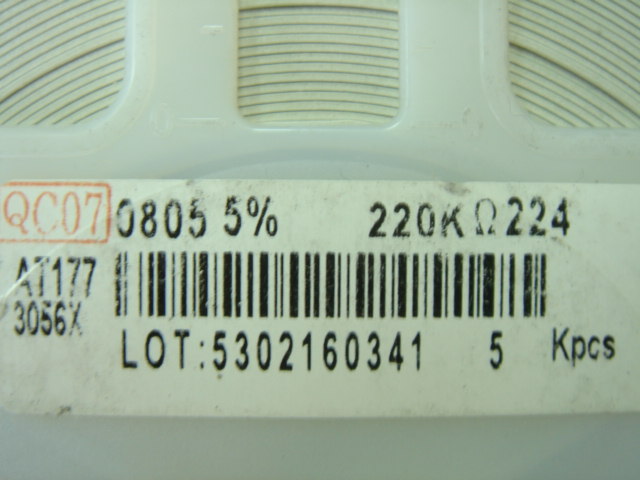 QC07 0805 5% 220KΩ 224
AT177
3056X
LOT:5302160341 5 Kpcs